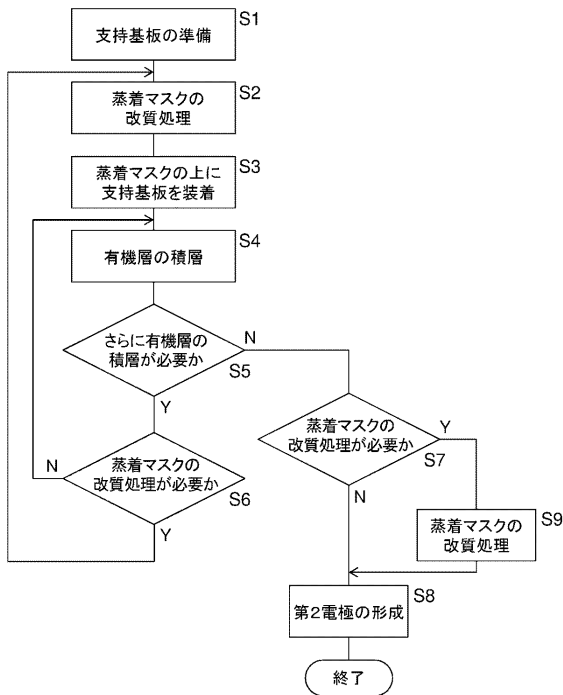 支持基板の準備
S1
蒸着マスクの
改質処理
S2
蒸着マスクの上に
支持基板を装着
S3
有機層の積層
S4
さらに有機層の
積層が必要か
S5
N
Y
蒸着マスクの
改質処理が必要か
S6
N
Y
蒸着マスクの
改質処理が必要か
S7
Y
N
蒸着マスクの
改質処理
S9
第2電極の形成
S8
終了